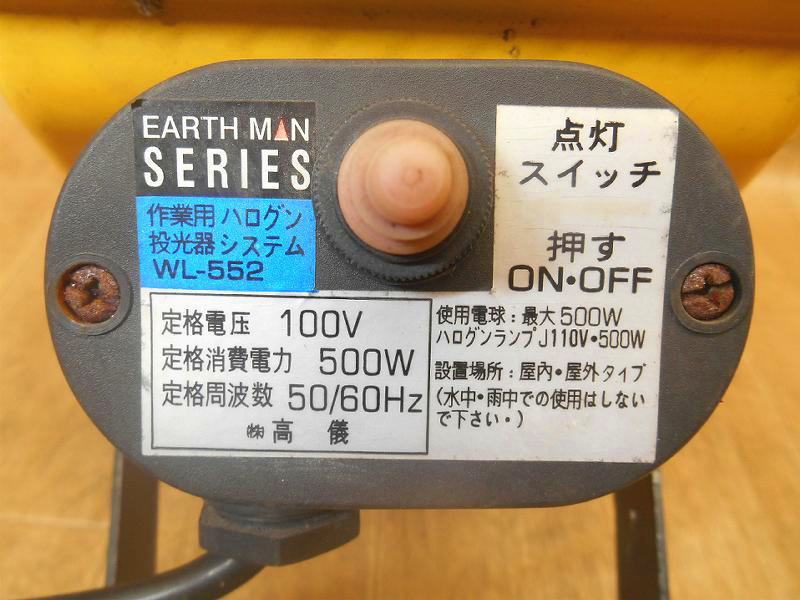 EARTH MAN
SERIES
作業用ハログン
投光器システム
WL-552
点灯
スイッチ
押す
ON・OFF
定格電圧 100V
定格消費電力 500W
定格周波数 50/60Hz
㈱高儀
使用電球：最大500W
ハログンランプJ110V・500W
設置場所：屋内・屋外タイプ
(水中・雨中での使用はしない
で下さい・)